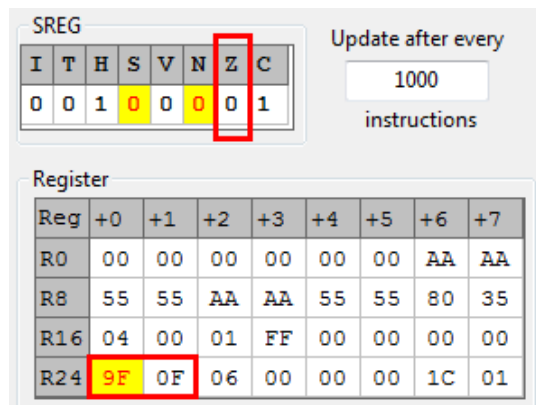 SREG
I T H S V N Z C
0 0 1 0 0 0 0 1
Update after every
1000
instructions
Register
Reg +0 +1 +2 +3 +4 +5 +6 +7
R0 00 00 00 00 00 00 AA AA
R8 55 55 AA AA 55 55 80 35
R16 04 00 01 FF 00 00 00 00
R24 9F 0F 06 00 00 00 1C 01